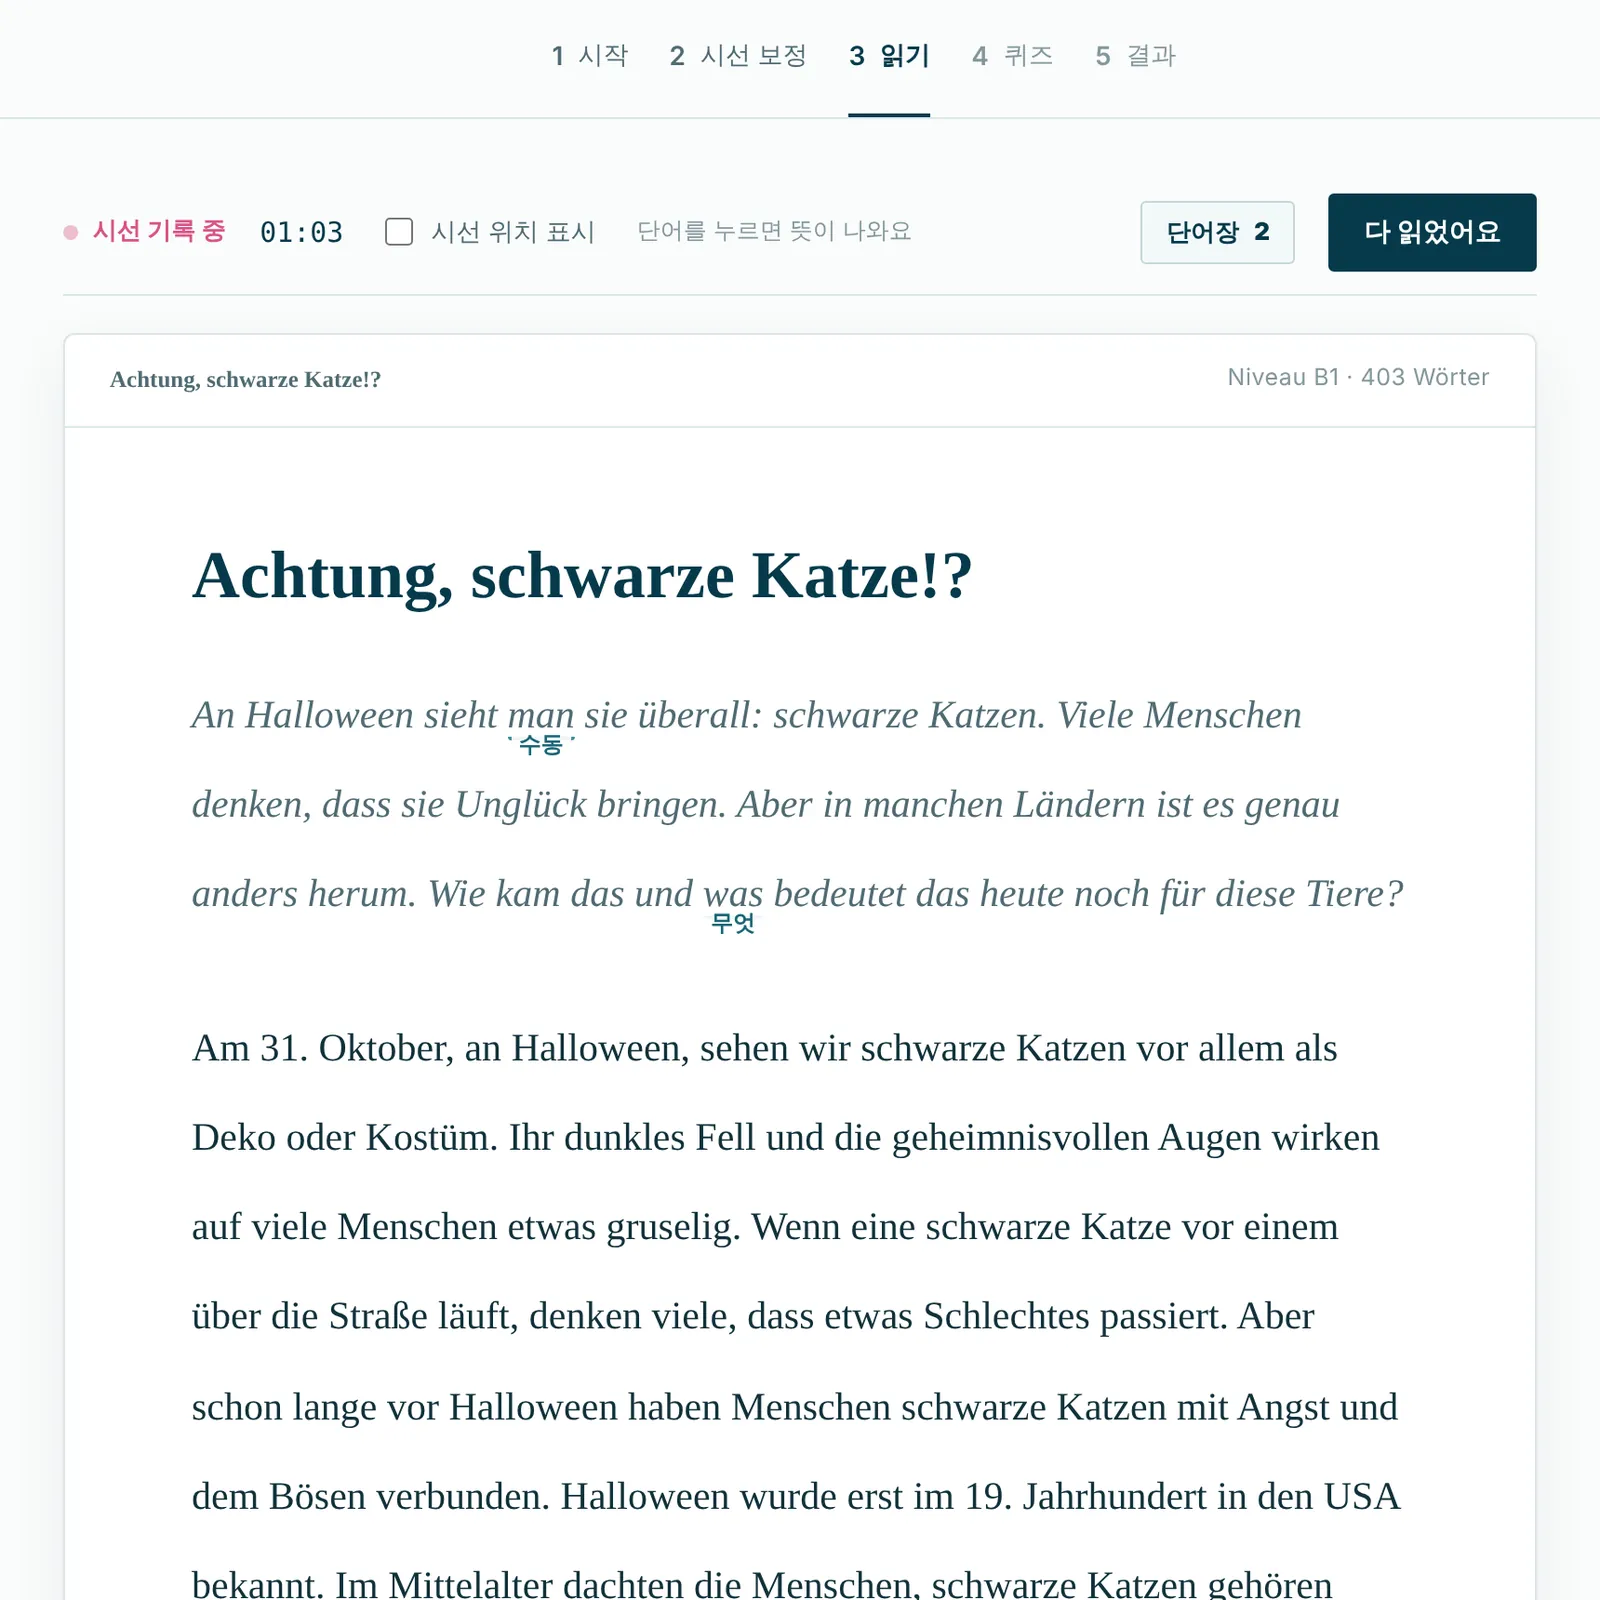 1 시작 2 시선 보정 3 읽기 4 퀴즈 5 결과
시선 기록 중 01:03 시선 위치 표시 단어를 누르면 뜻이 나와요 단어장 2 다 읽었어요
Achtung, schwarze Katze!? Niveau B1 · 403 Wörter
Achtung, schwarze Katze!?
An Halloween sieht man sie überall: schwarze Katzen. Viele Menschen
수동
denken, dass sie Unglück bringen. Aber in manchen Ländern ist es genau
anders herum. Wie kam das und was bedeutet das heute noch für diese Tiere?
무엇
Am 31. Oktober, an Halloween, sehen wir schwarze Katzen vor allem als
Deko oder Kostüm. Ihr dunkles Fell und die geheimnisvollen Augen wirken
auf viele Menschen etwas gruselig. Wenn eine schwarze Katze vor einem
über die Straße läuft, denken viele, dass etwas Schlechtes passiert. Aber
schon lange vor Halloween haben Menschen schwarze Katzen mit Angst und
dem Bösen verbunden. Halloween wurde erst im 19. Jahrhundert in den USA
bekannt. Im Mittelalter dachten die Menschen, schwarze Katzen gehören